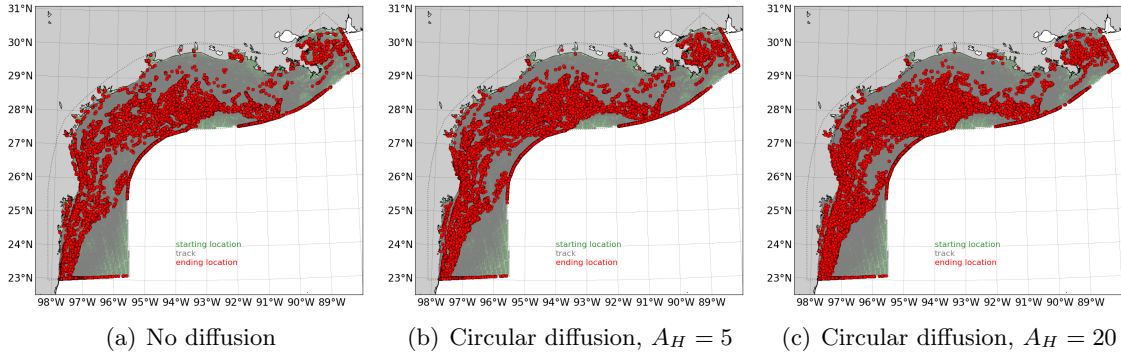 31°N
30°N
29°N
28°N
27°N
26°N
25°N
24°N
23°N
98°W 97°W 96°W 95°W 94°W 93°W 92°W 91°W 90°W 89°W
starting location
track
ending location
(a) No diffusion
31°N
30°N
29°N
28°N
27°N
26°N
25°N
24°N
23°N
98°W 97°W 96°W 95°W 94°W 93°W 92°W 91°W 90°W 89°W
starting location
track
ending location
(b) Circular diffusion, A_H = 5
31°N
30°N
29°N
28°N
27°N
26°N
25°N
24°N
23°N
98°W 97°W 96°W 95°W 94°W 93°W 92°W 91°W 90°W 89°W
starting location
track
ending location
(c) Circular diffusion, A_H = 20